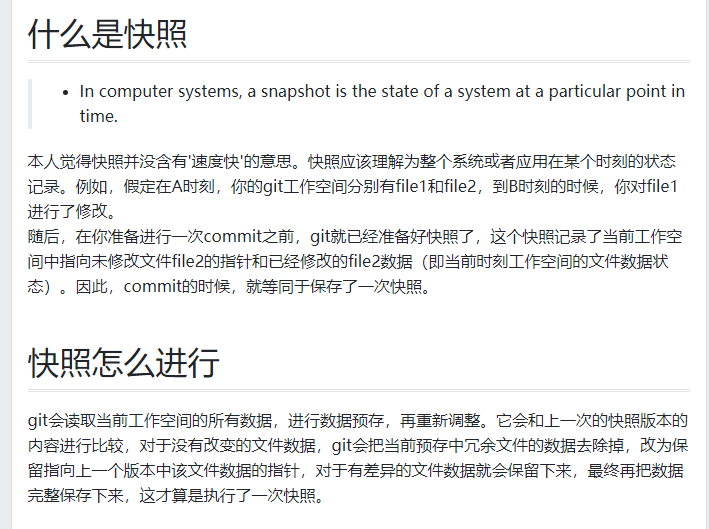 什么是快照
• In computer systems, a snapshot is the state of a system at a particular point in
time.
本人觉得快照并没含有'速度快'的意思。快照应该理解为整个系统或者应用在某个时刻的状态
记录。例如，假定在A时刻，你的git工作空间分别有file1和file2，到B时刻的时候，你对file1
进行了修改。
随后，在你准备进行一次commit之前，git就已经准备好快照了，这个快照记录了当前工作空
间中指向未修改文件file2的指针和已经修改的file2数据（即当前时刻工作空间的文件数据状
态）。因此，commit的时候，就等同于保存了一次快照。
快照怎么进行
git会读取当前工作空间的所有数据，进行数据预存，再重新调整。它会和上一次的快照版本的
内容进行比较，对于没有改变的文件数据，git会把当前预存中冗余文件的数据去除掉，改为保
留指向上一个版本中该文件数据的指针，对于有差异的文件数据就会保留下来，最终再把数据
完整保存下来，这才算是执行了一次快照。